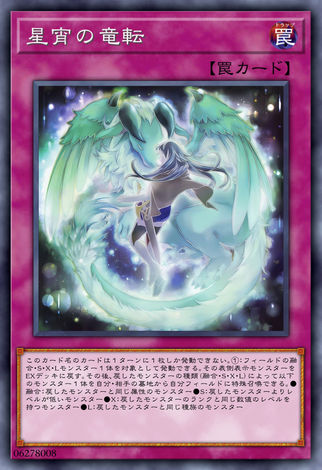 星宵の竜転
トラップ
罠
【罠カード】
このカード名のカードは1ターンに1枚しか発動できない。①:フィールドの融
合・S・X・Lモンスター1体を対象として発動できる。その表側表示モンスターを
EXデッキに戻す。その後、戻したモンスターの種類(融合・S・X・L)によって以下
のモンスター1体を自分・相手の墓地から自分フィールドに特殊召喚できる。●
融合:戻したモンスターと同じ属性のモンスター●S:戻したモンスターよりレ
ベルが低いモンスター●X:戻したモンスターのランクと同じ数値のレベルを
持つモンスター●L:戻したモンスターと同じ種族のモンスター
06278008